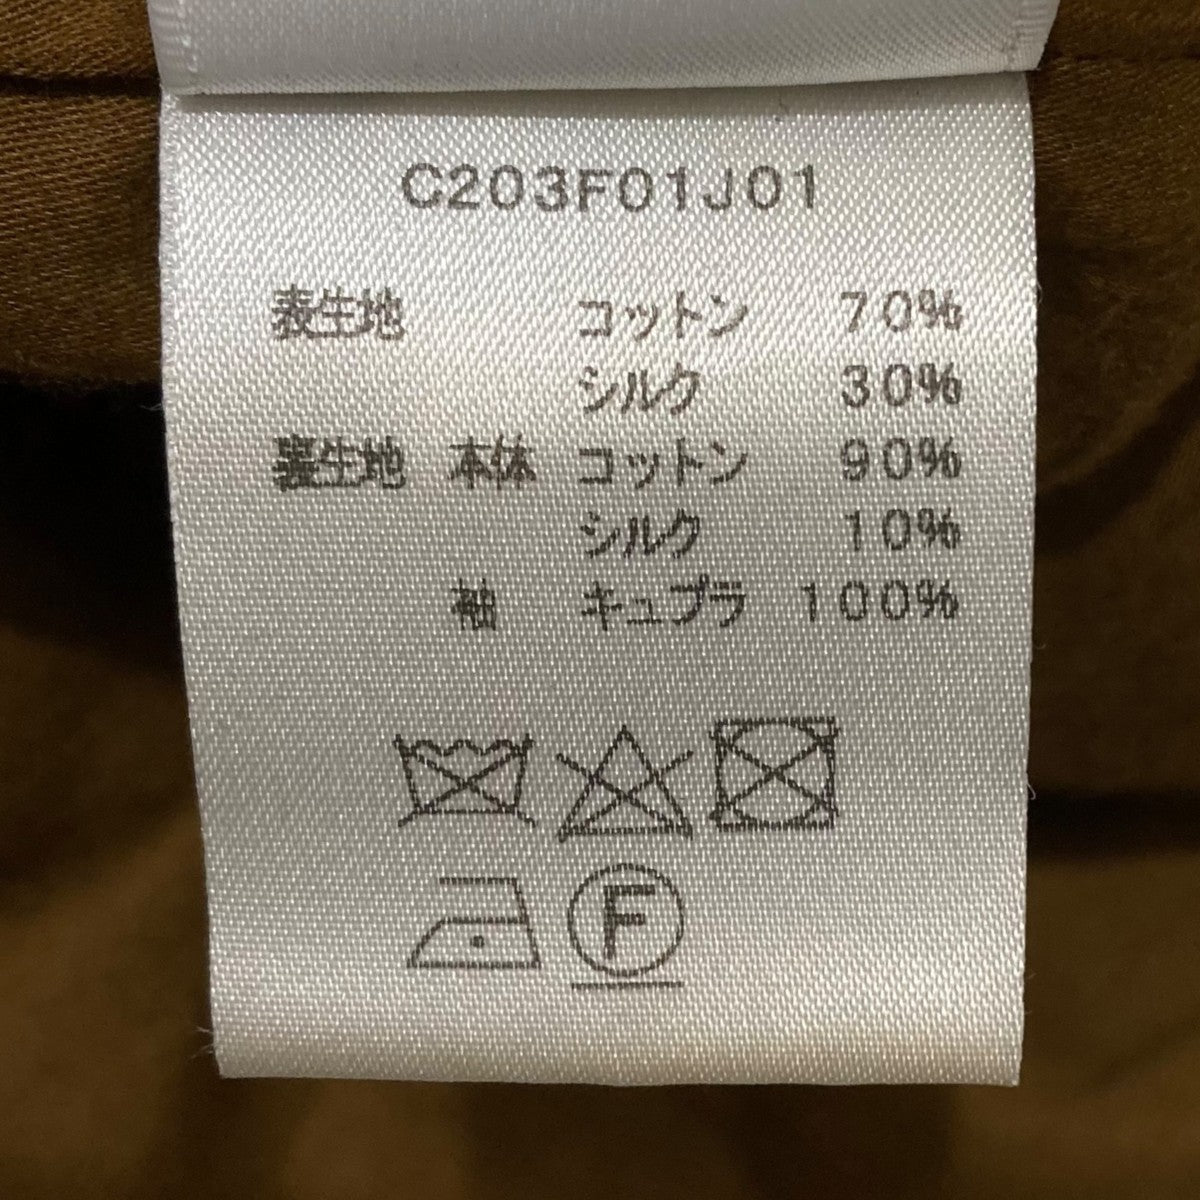 C203F01J01
表生地 コットン 70%
シルク 30%
裏生地 本体 コットン 90%
シルク 10%
袖 キュプラ 100%
F